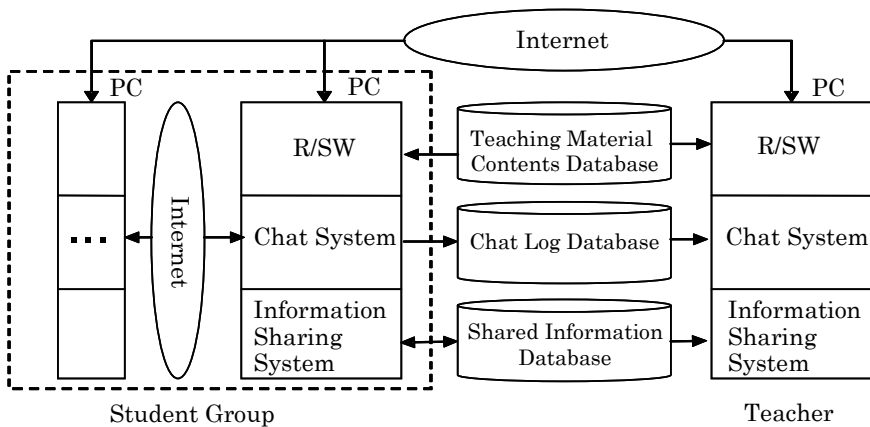 Internet
PC
PC
PC
R/SW
Teaching Material
Contents Database
R/SW
Internet
...
Chat System
Chat Log Database
Chat System
Information
Sharing
System
Shared Information
Database
Information
Sharing
System
Student Group
Teacher